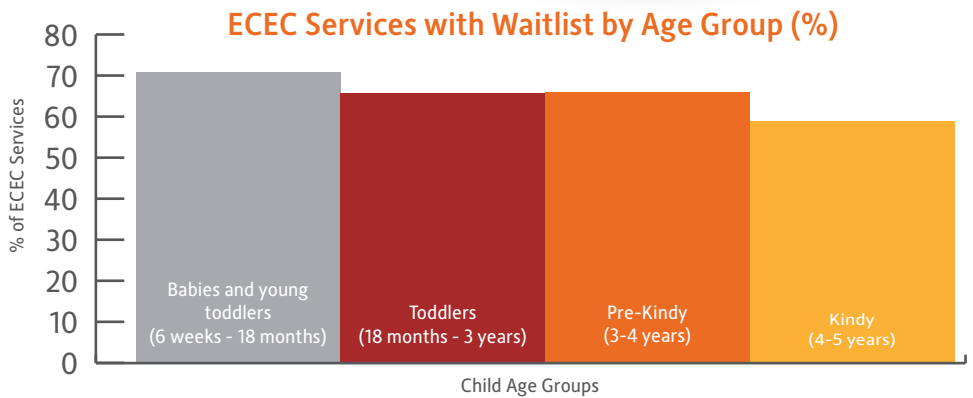 ECEC Services with Waitlist by Age Group (%)
% of ECEC Services
80
70
60
50
40
30
20
10
0
Babies and young
toddlers
(6 weeks - 18 months)
Toddlers
(18 months - 3 years)
Pre-Kindy
(3-4 years)
Kindy
(4-5 years)
Child Age Groups